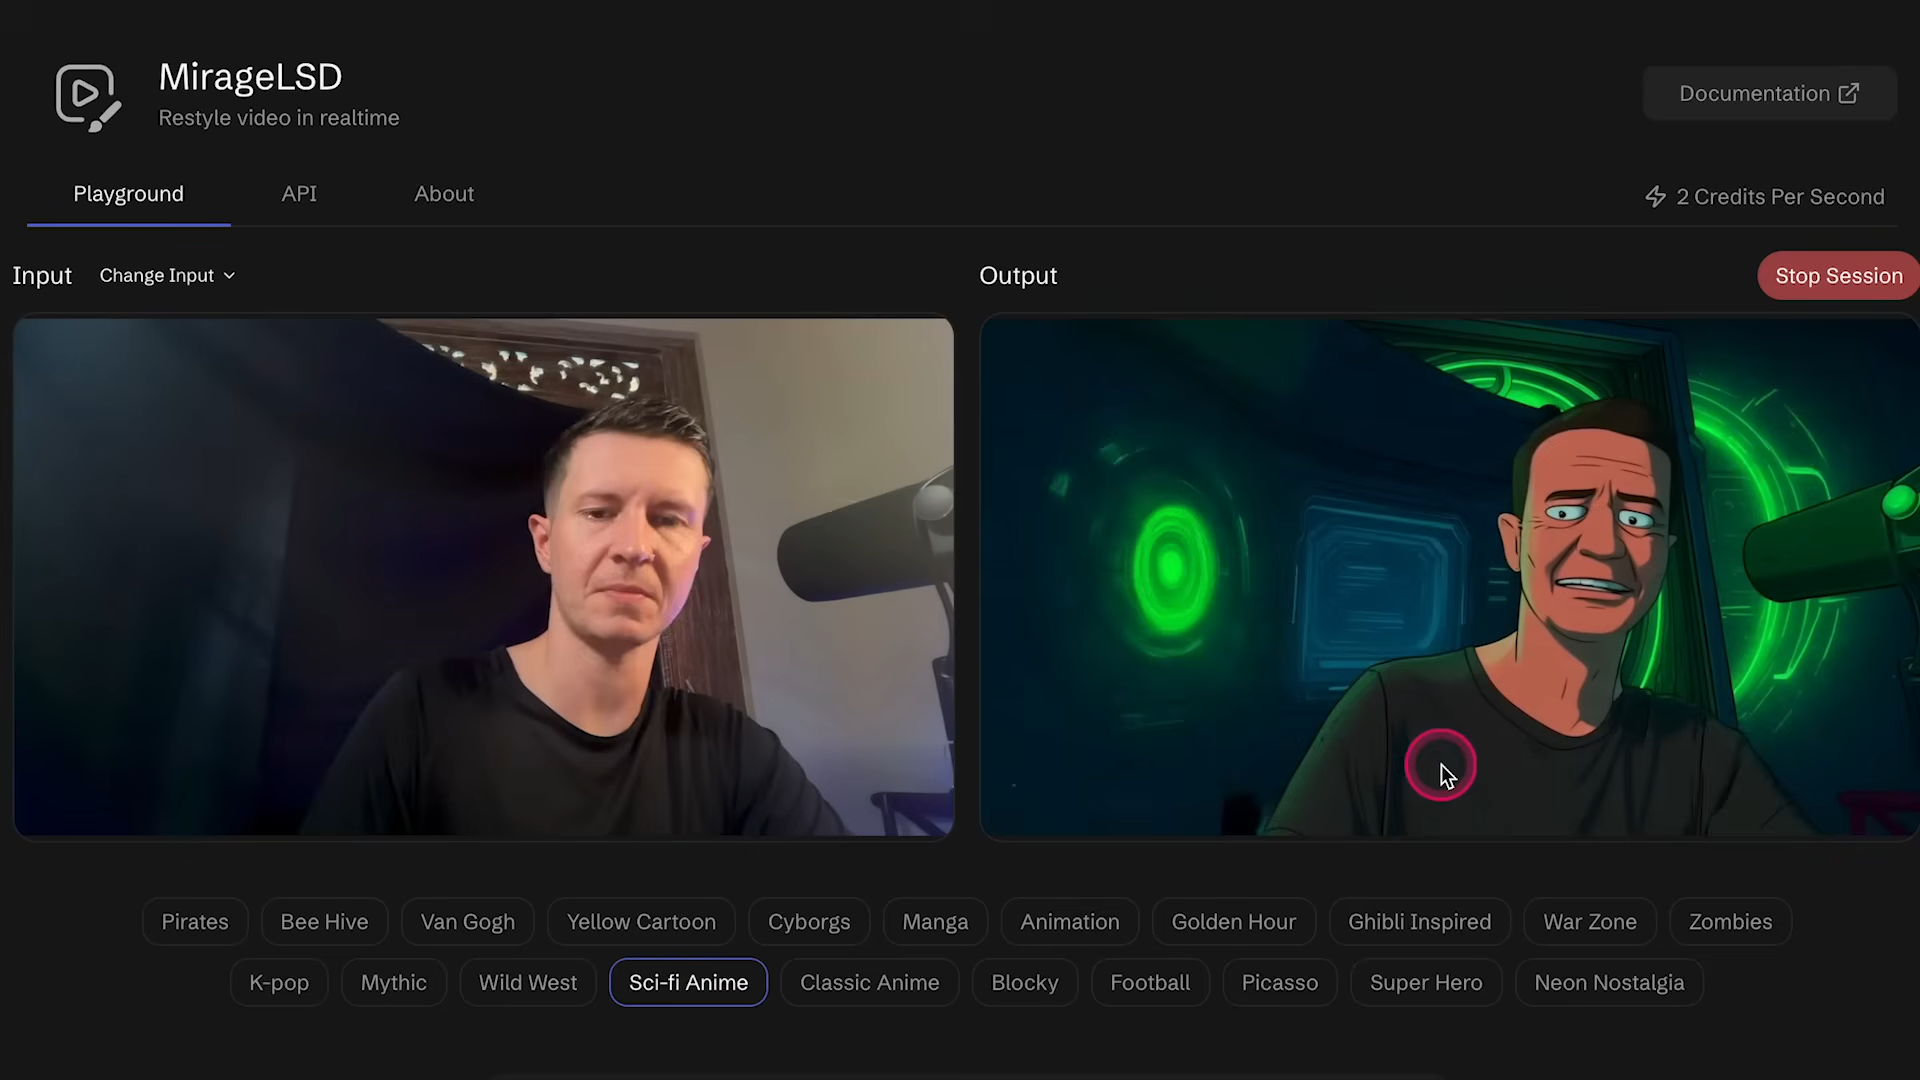 MirageLSD
Restyle video in realtime
Documentation
Playground
API
About
2 Credits Per Second
Input
Change Input
Output
Stop Session
Pirates
Bee Hive
Van Gogh
Yellow Cartoon
Cyborgs
Manga
Animation
Golden Hour
Ghibli Inspired
War Zone
Zombies
K-pop
Mythic
Wild West
Sci-fi Anime
Classic Anime
Blocky
Football
Picasso
Super Hero
Neon Nostalgia